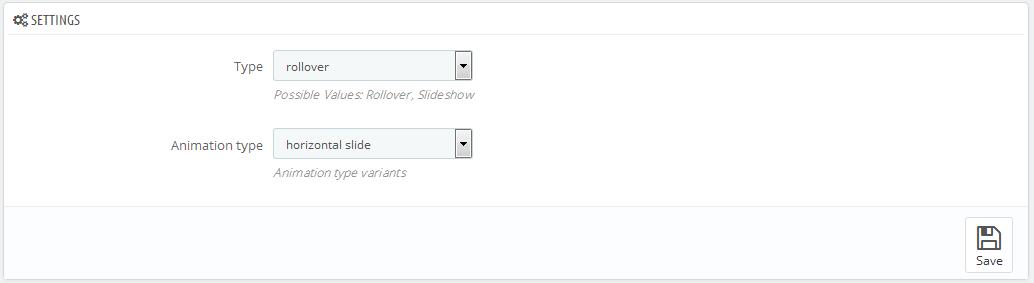 SETTINGS
Type
rollover
Possible Values: Rollover, Slideshow
Animation type
horizontal slide
Animation type variants
Save